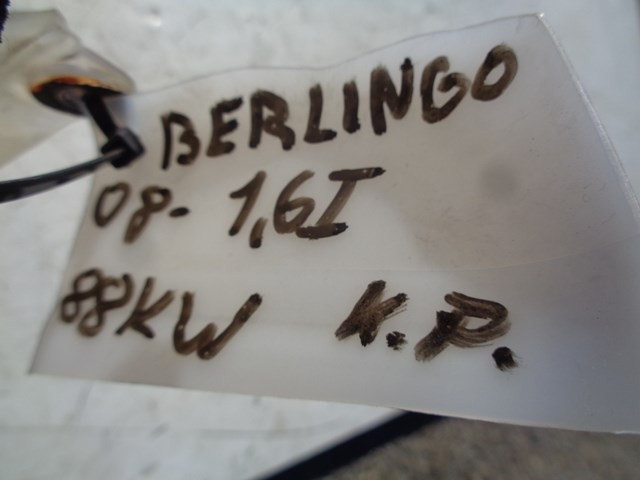 BERLINGO
08- 1,6I
88KW K.P.